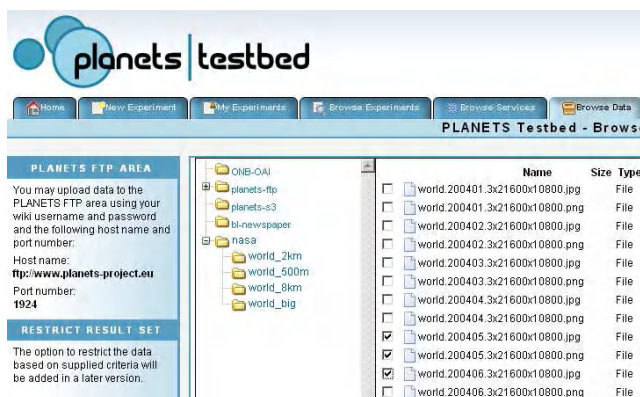 planets testbed
Home New Experiment My Experiments Browse Experiments Browse Services Browse Data
PLANETS Testbed - Brows
PLANETS FTP AREA
You may upload data to the
PLANETS FTP area using your
wiki username and password
and the following host name and
port number:
Host name:
ftp://www.planets-project.eu
Port number:
1924
RESTRICT RESULT SET
The option to restrict the data
based on supplied criteria will
be added in a later version.
ONB-OAI
planets-ftp
planets-s3
bl-newspaper
nasa
world_2km
world_500m
world_8km
world_big
Name Size Type
world.200401.3x21600x10800.jpg File
world.200401.3x21600x10800.png File
world.200402.3x21600x10800.jpg File
world.200402.3x21600x10800.png File
world.200403.3x21600x10800.jpg File
world.200403.3x21600x10800.png File
world.200404.3x21600x10800.jpg File
world.200404.3x21600x10800.png File
world.200405.3x21600x10800.jpg File
world.200405.3x21600x10800.png File
world.200406.3x21600x10800.jpg File
world.200406.3x21600x10800.png File